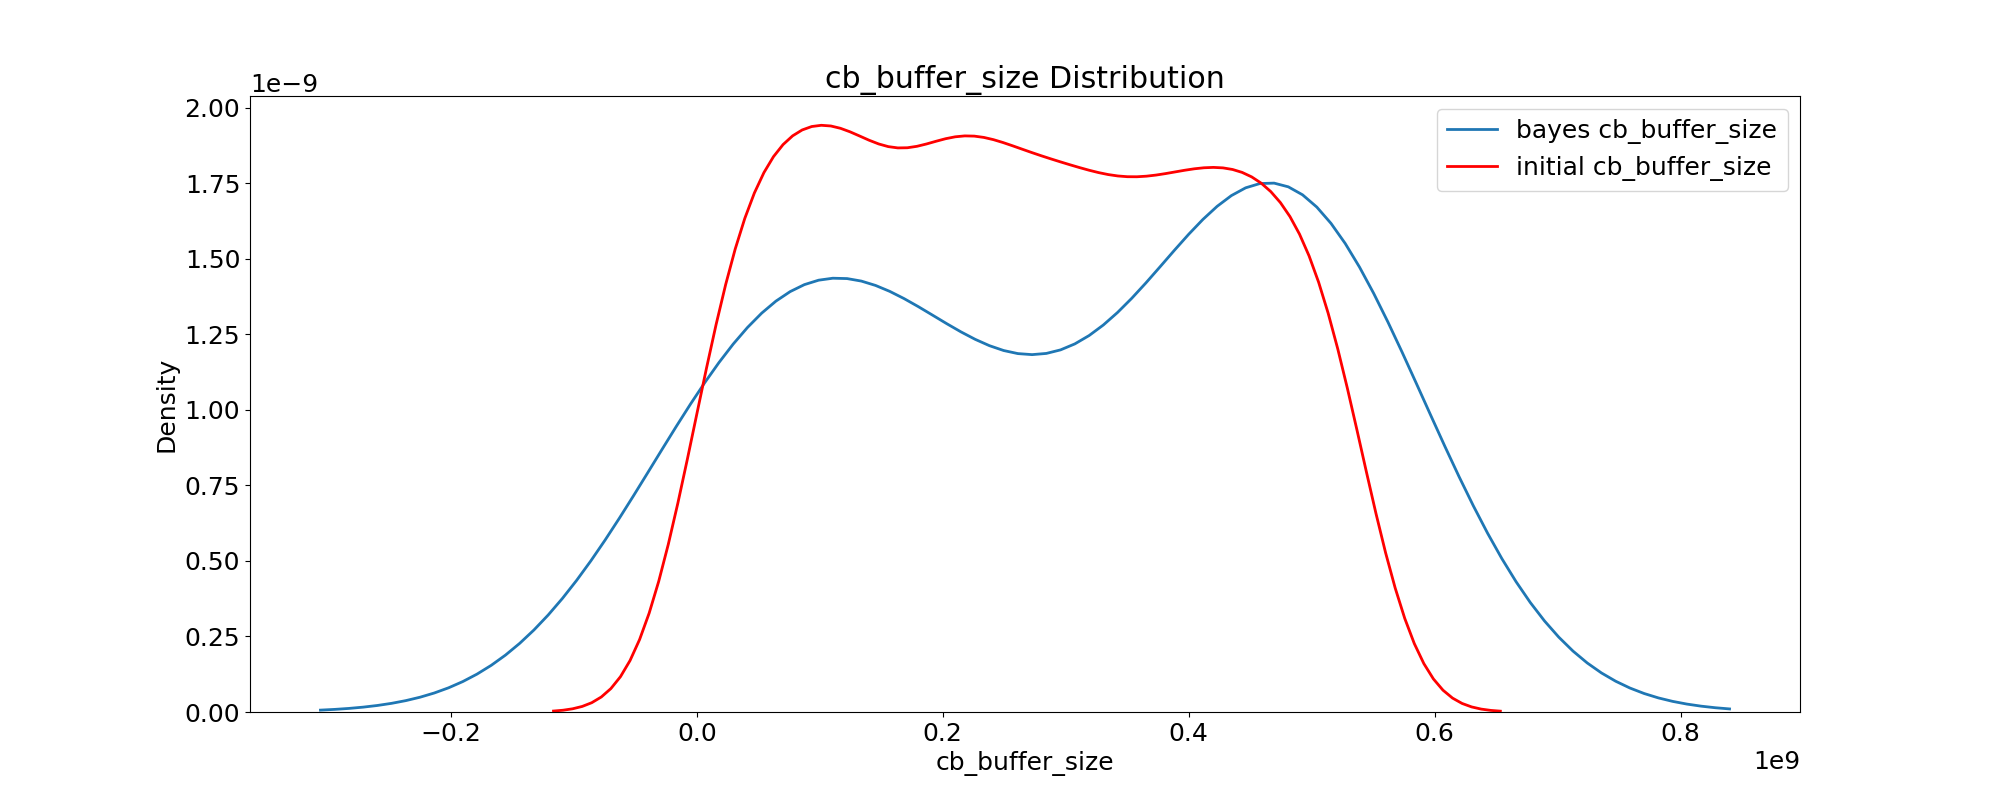 cb_buffer_size Distribution
1e−9
2.00
1.75
1.50
1.25
1.00
0.75
0.50
0.25
0.00
Density
bayes cb_buffer_size
initial cb_buffer_size
−0.2 0.0 0.2 0.4 0.6 0.8
cb_buffer_size
1e9